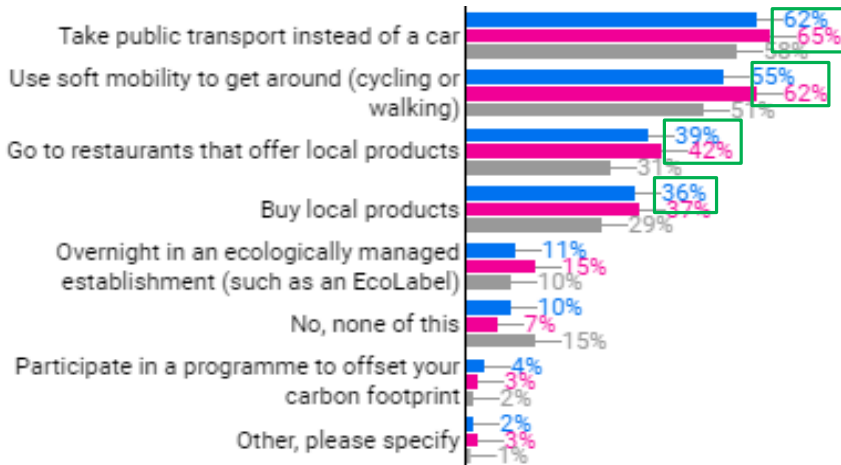 62%
Take public transport instead of a car
65%
58%
Use soft mobility to get around (cycling or
walking)
55%
62%
51%
39%
Go to restaurants that offer local products
42%
31%
36%
Buy local products
37%
29%
Overnight in an ecologically managed
establishment (such as an EcoLabel)
11%
15%
10%
10%
No, none of this
7%
15%
Participate in a programme to offset your
carbon footprint
4%
3%
2%
2%
Other, please specify
3%
1%